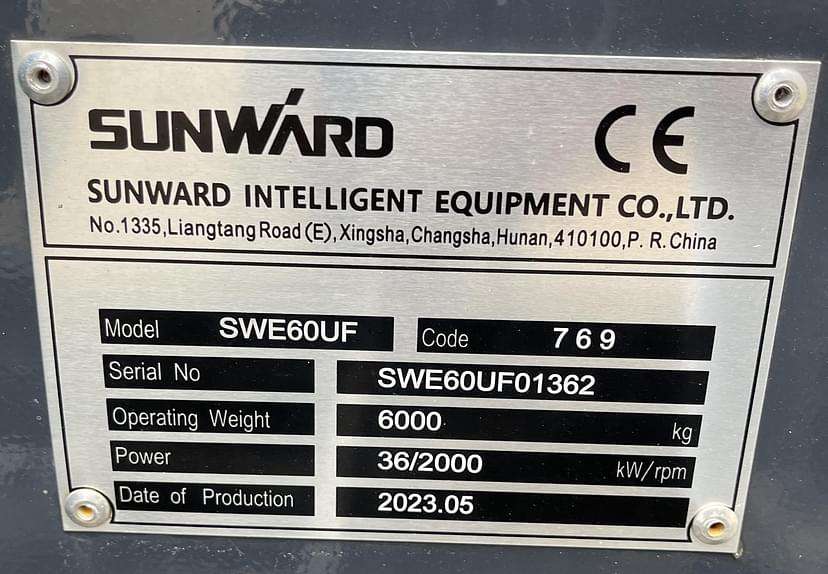 SUNWARD CE
SUNWARD INTELLIGENT EQUIPMENT CO.,LTD.
No.1335,Liangtang Road (E),Xingsha,Changsha,Hunan,410100,P. R. China
Model SWE60UF Code 769
Serial No SWE60UF01362
Operating Weight 6000 kg
Power 36/2000 kW/rpm
Date of Production 2023.05